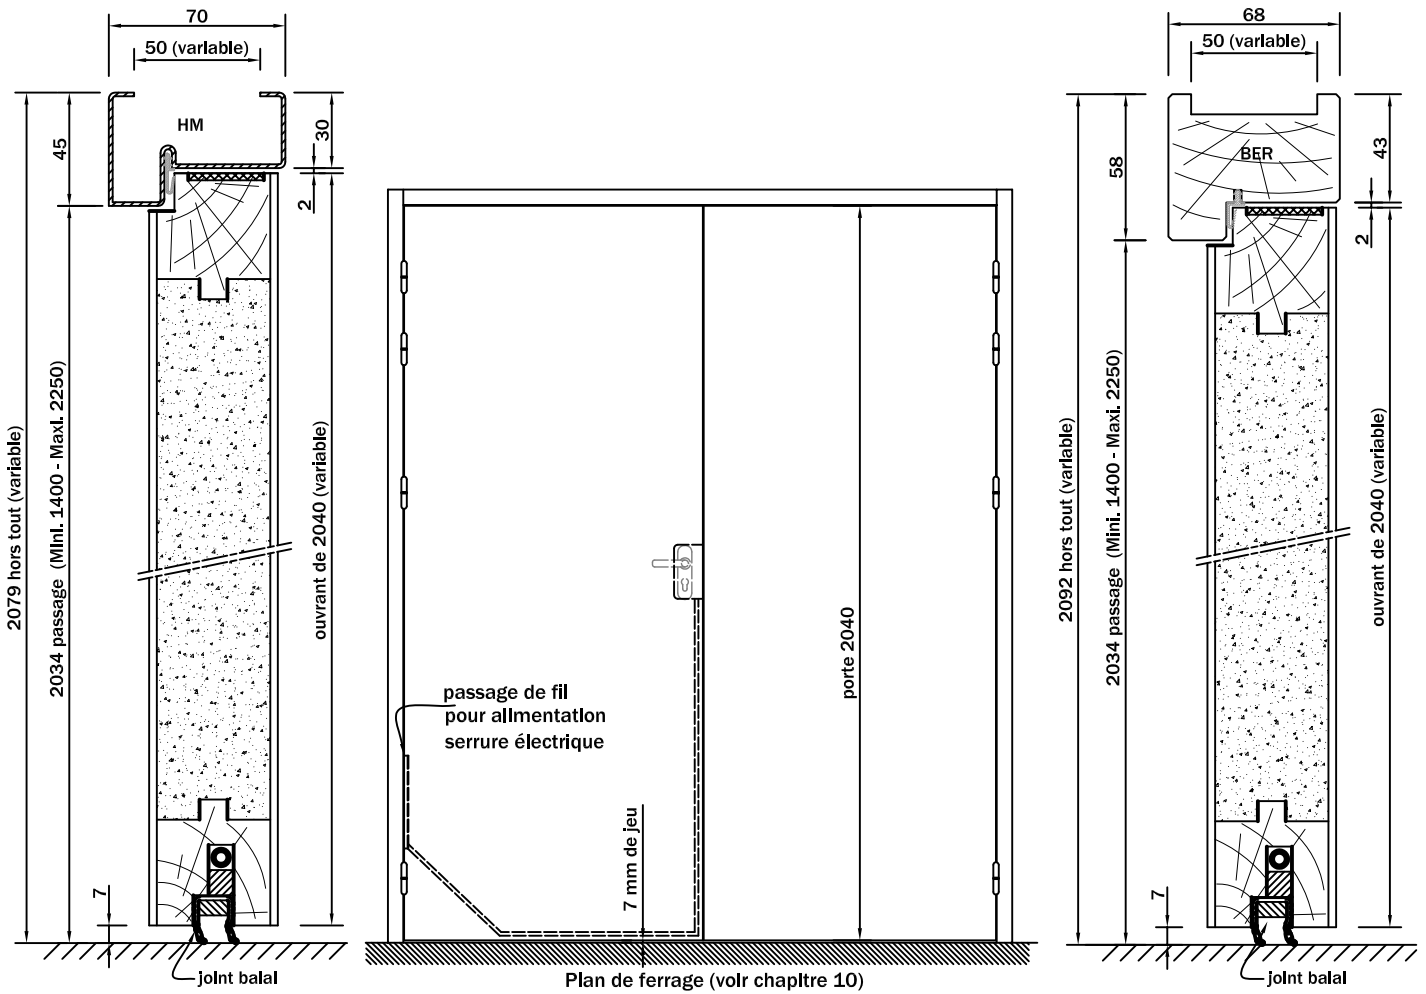 70
50 (variable)
HM
45
30
2
2079 hors tout (variable)
2034 passage (Mini. 1400 - Maxi. 2250)
ouvrant de 2040 (variable)
7
joint balai
passage de fil
pour alimentation
serrure électrique
porte 2040
7 mm de jeu
Plan de ferrage (voir chapitre 10)
68
50 (variable)
BER
58
43
2
2092 hors tout (variable)
2034 passage (Mini. 1400 - Maxi. 2250)
ouvrant de 2040 (variable)
7
joint balai